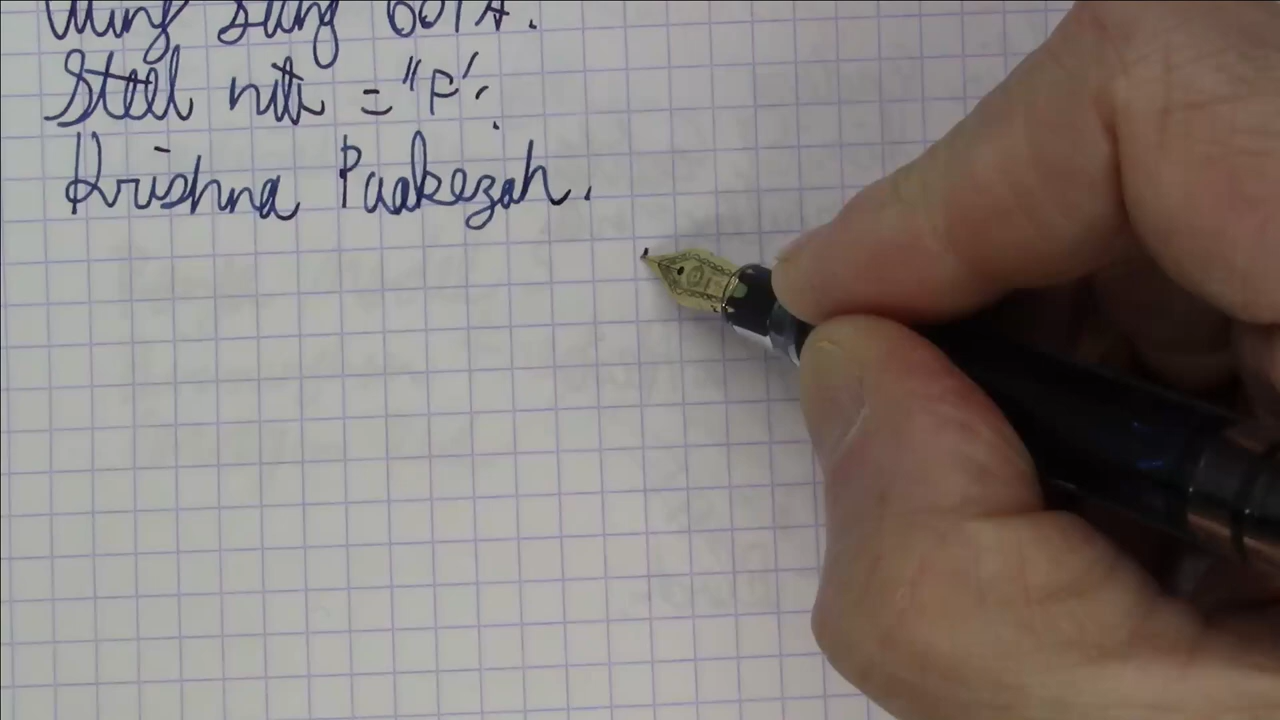 Wing Sung 601A.
Steel nib = "F".
Krishna Paakezah.